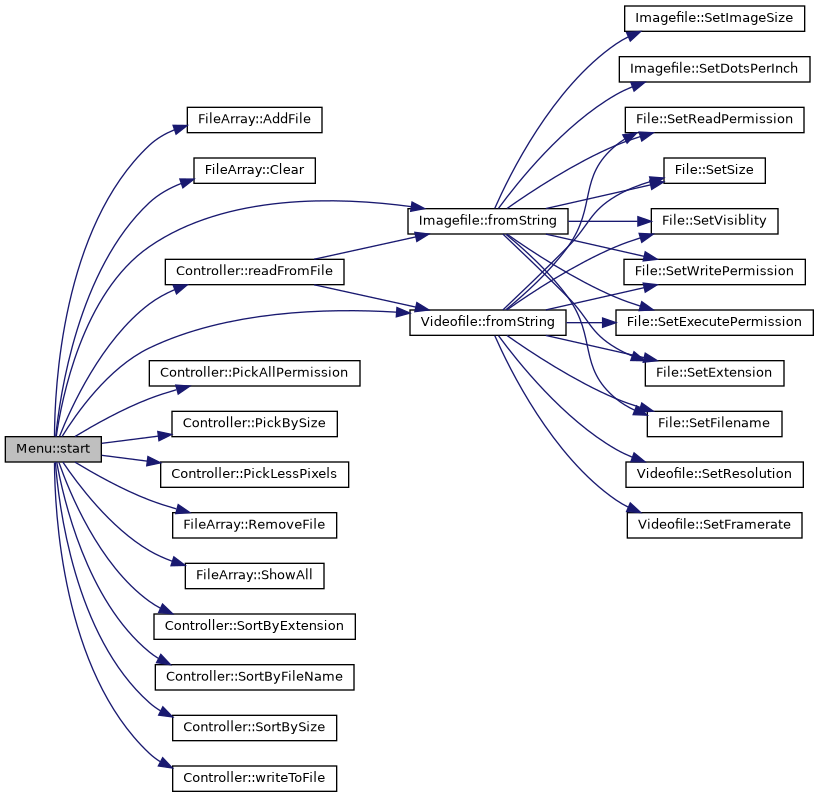 Menu::start
FileArray::AddFile
FileArray::Clear
Imagefile::fromString
Controller::readFromFile
Videofile::fromString
Controller::PickAllPermission
Controller::PickBySize
Controller::PickLessPixels
FileArray::RemoveFile
FileArray::ShowAll
Controller::SortByExtension
Controller::SortByFileName
Controller::SortBySize
Controller::writeToFile
Imagefile::SetImageSize
Imagefile::SetDotsPerInch
File::SetReadPermission
File::SetSize
File::SetVisiblity
File::SetWritePermission
File::SetExecutePermission
File::SetExtension
File::SetFilename
Videofile::SetResolution
Videofile::SetFramerate